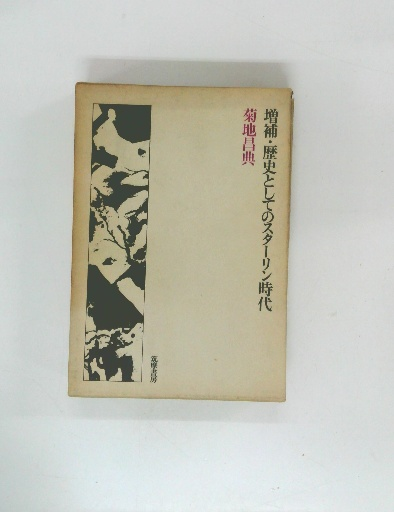 増補・歴史としてのスターリン時代
菊地昌典
筑摩書房